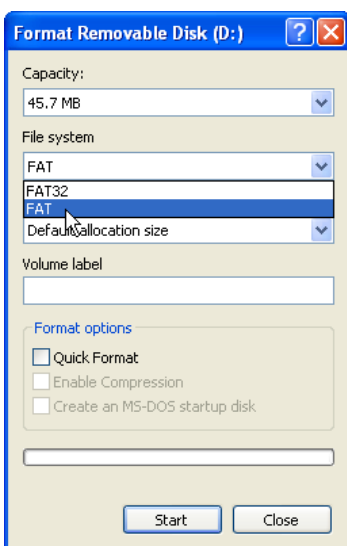 Format Removable Disk (D:)
Capacity:
45.7 MB
File system
FAT
FAT32
FAT
Default allocation size
Volume label
Format options
Quick Format
Enable Compression
Create an MS-DOS startup disk
Start
Close